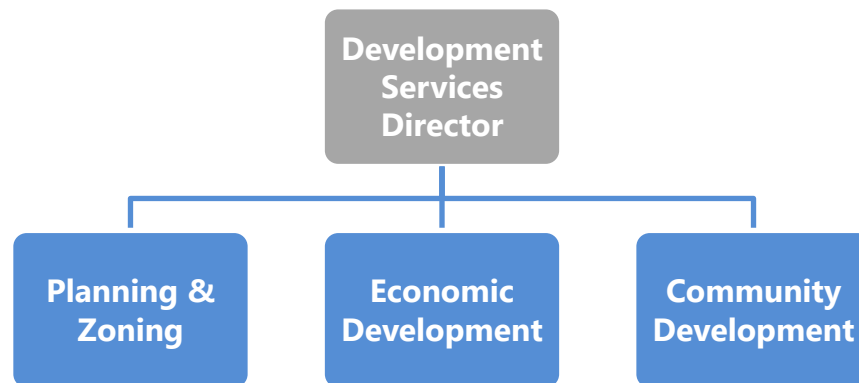 Development
Services
Director
Planning &
Zoning
Economic
Development
Community
Development